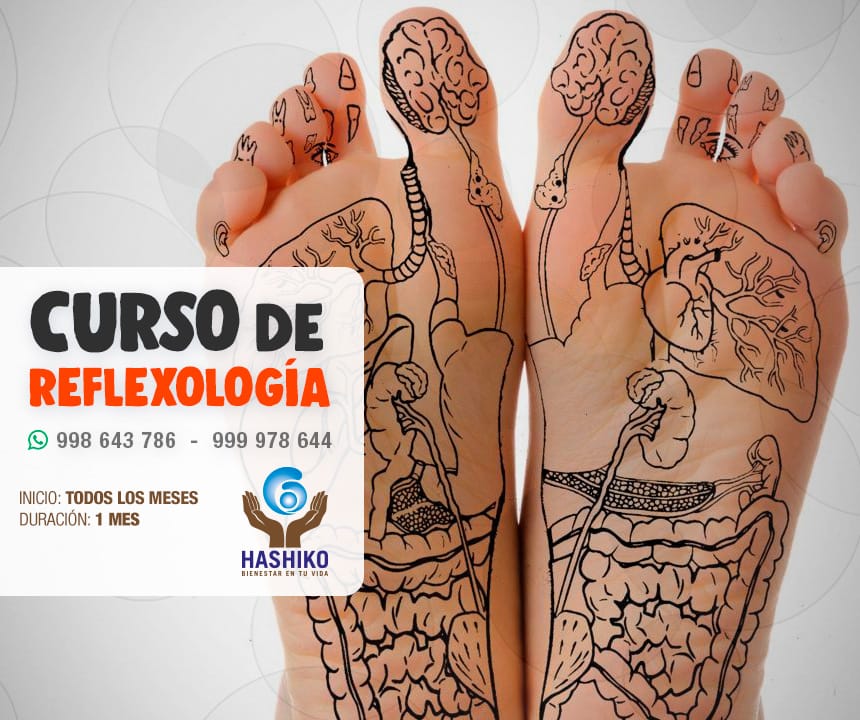 CURSO DE
REFLEXOLOGÍA
998 643 786 - 999 978 644
INICIO: TODOS LOS MESES
DURACIÓN: 1 MES
HASHIKO
BIENESTAR EN TU VIDA